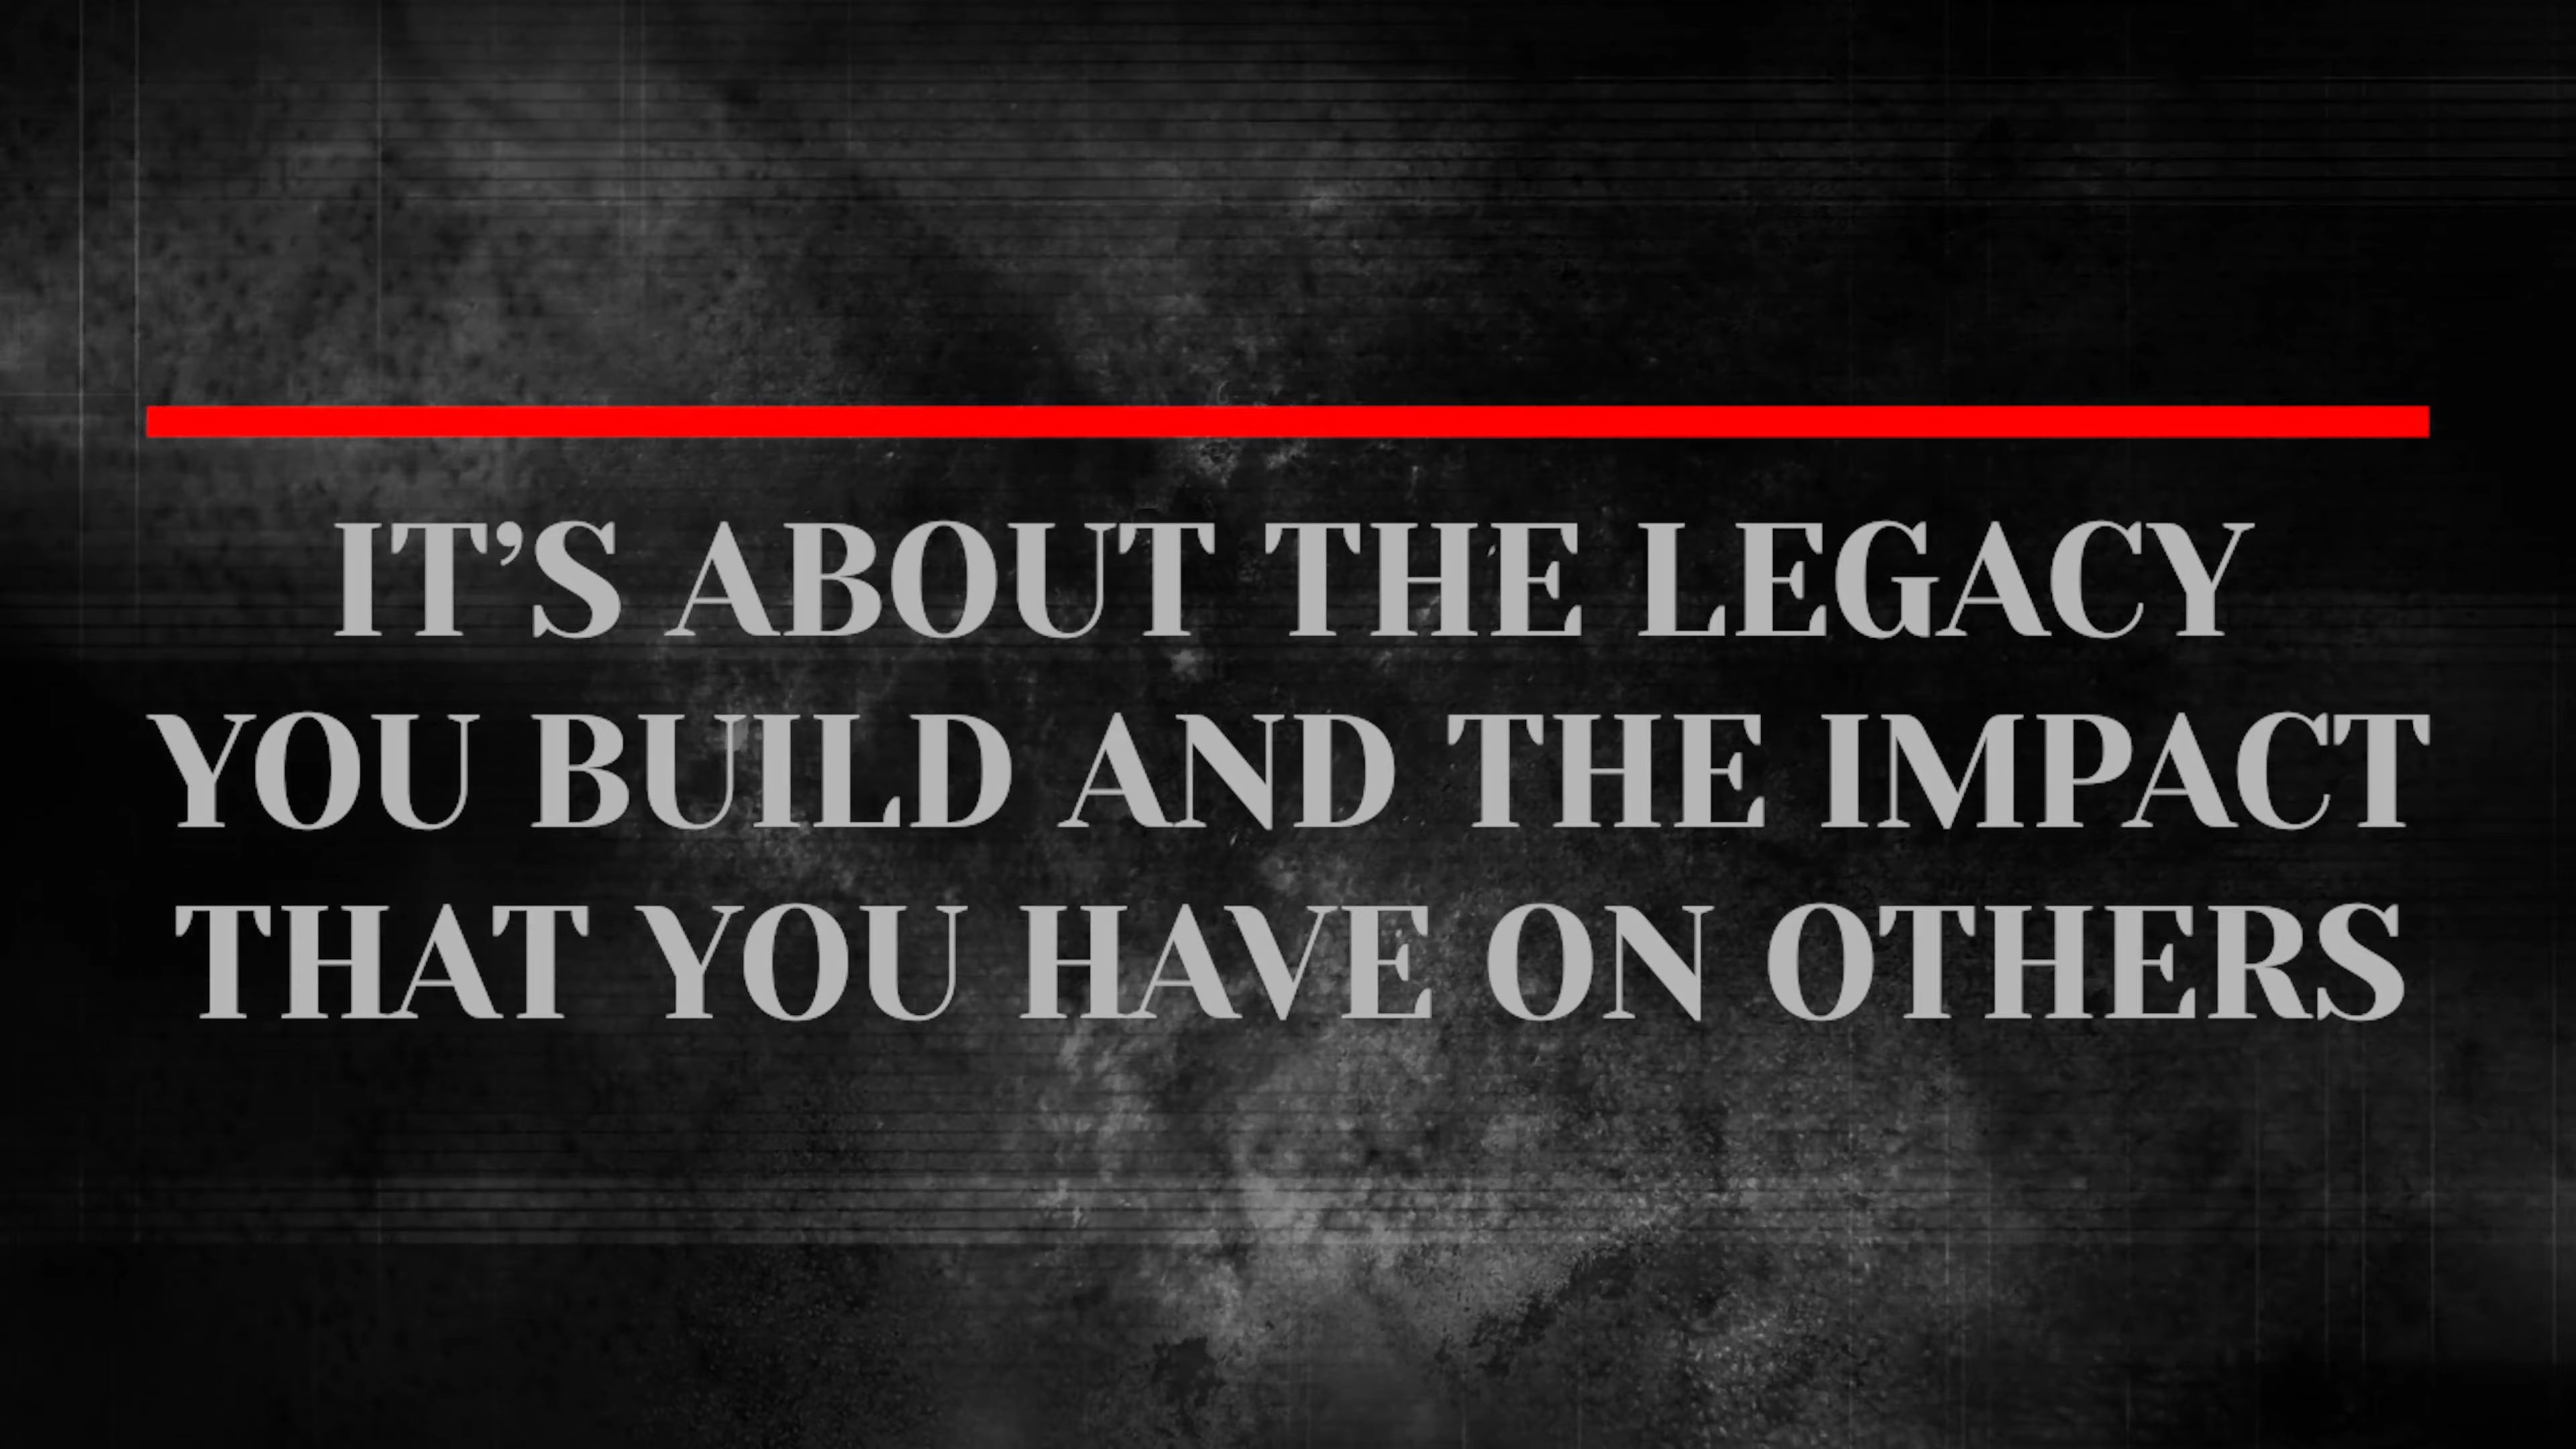 IT’S ABOUT THE LEGACY
YOU BUILD AND THE IMPACT
THAT YOU HAVE ON OTHERS